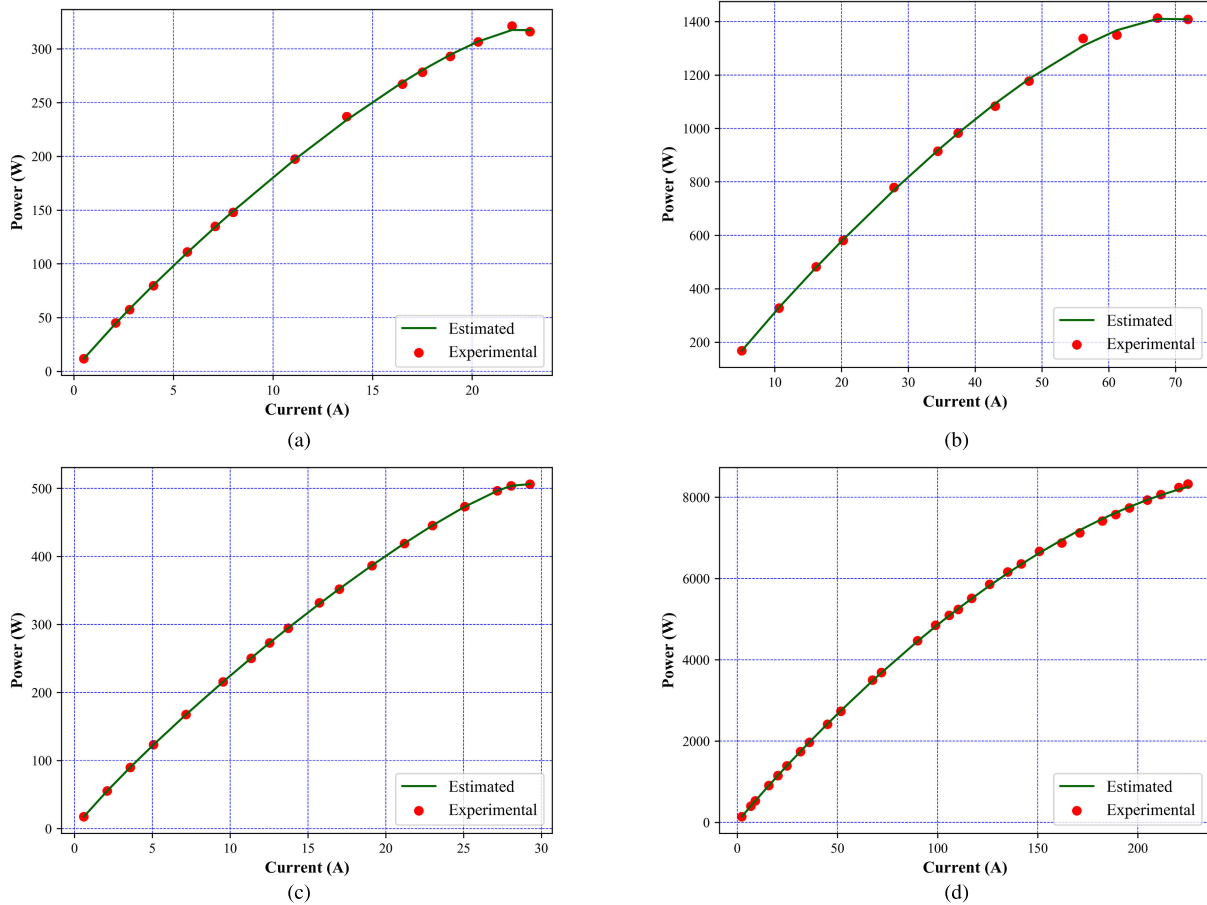 300
250
200
150
100
50
0
Power (W)
Estimated
Experimental
0
5
10
15
20
Current (A)
(a)
1400
1200
1000
800
600
400
200
Power (W)
Estimated
Experimental
10
20
30
40
50
60
70
Current (A)
(b)
500
400
300
200
100
0
Power (W)
Estimated
Experimental
0
5
10
15
20
25
30
Current (A)
(c)
8000
6000
4000
2000
0
Power (W)
Estimated
Experimental
0
50
100
150
200
Current (A)
(d)